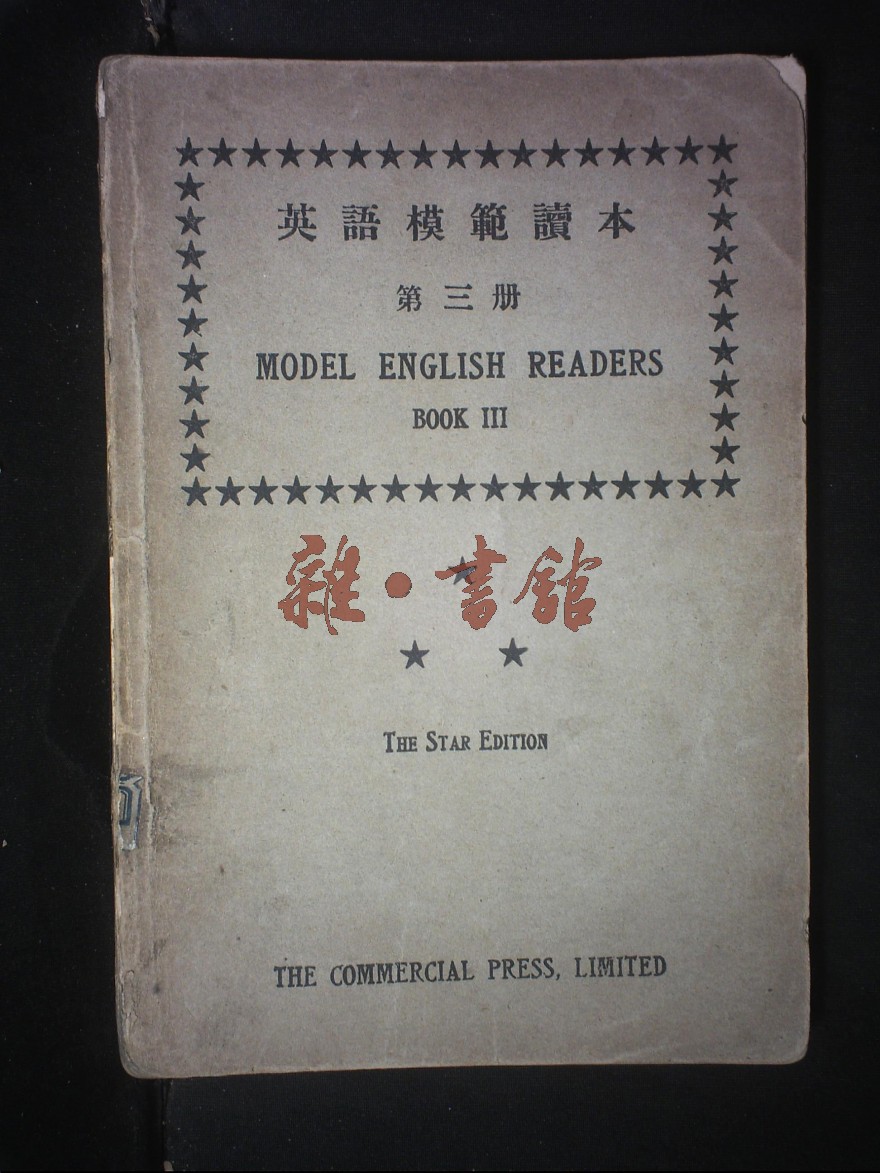 英語模範讀本
第三册
MODEL ENGLISH READERS
BOOK III
雜·書館
THE STAR EDITION
THE COMMERCIAL PRESS, LIMITED